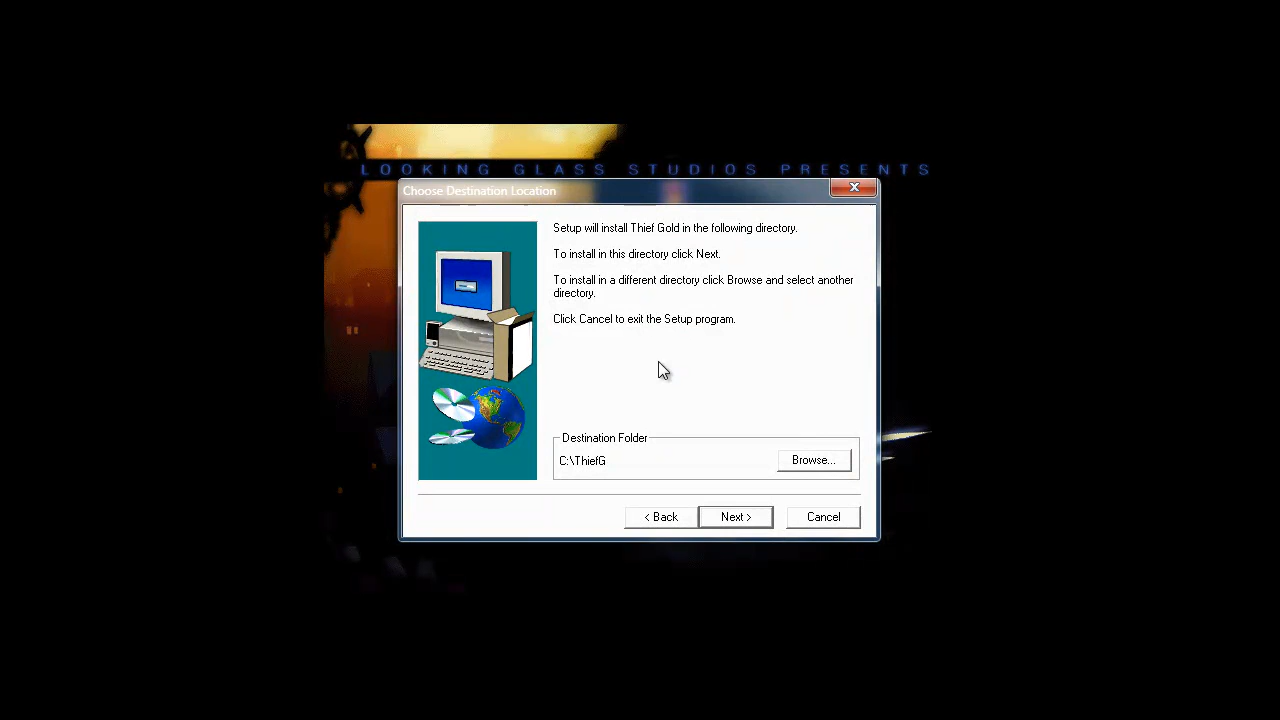 LOOKING GLASS STUDIOS PRESENTS
Choose Destination Location
Setup will install Thief Gold in the following directory.
To install in this directory click Next.
To install in a different directory click Browse and select another
directory.
Click Cancel to exit the Setup program.
Destination Folder
C:\ThiefG
Browse...
< Back
Next >
Cancel